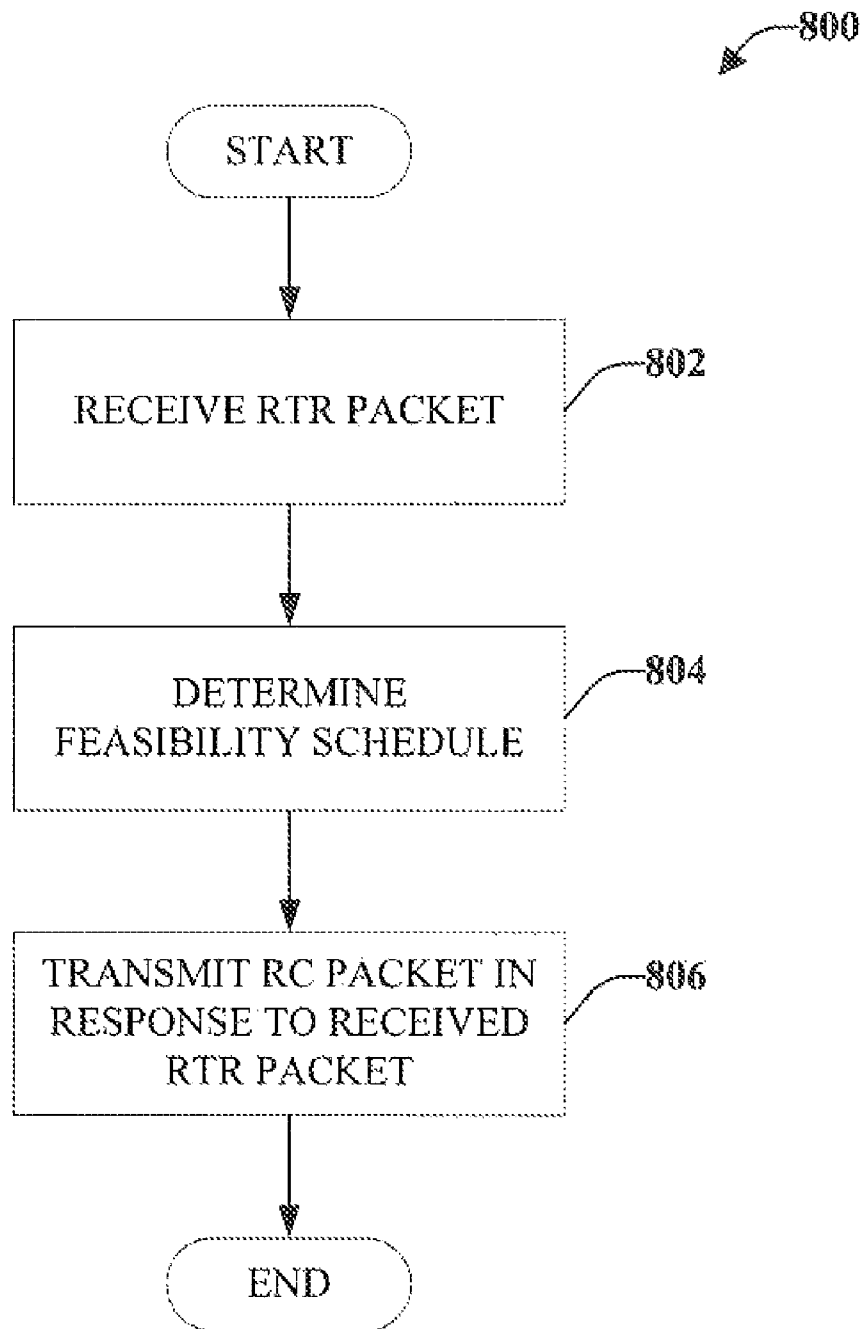 800
START
RECEIVE RTR PACKET
802
DETERMINE
FEASIBILITY SCHEDULE
804
TRANSMIT RC PACKET IN
RESPONSE TO RECEIVED
RTR PACKET
806
END